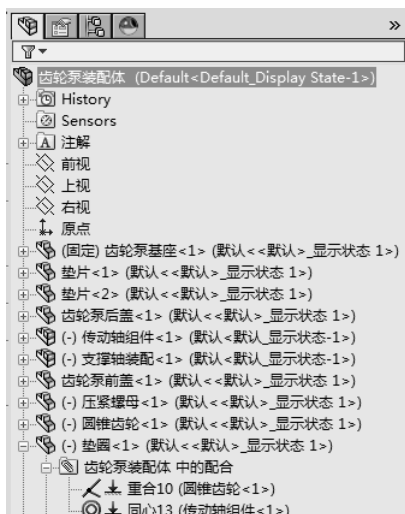 齿轮泵装配体 (Default<Default_Display State-1>)
History
Sensors
注解
前视
上视
右视
原点
(固定) 齿轮泵基座<1> (默认<<默认>_显示状态 1>)
垫片<1> (默认<<默认>_显示状态 1>)
垫片<2> (默认<<默认>_显示状态 1>)
齿轮泵后盖<1> (默认<<默认>_显示状态 1>)
(-) 传动轴组件<1> (默认<默认_显示状态-1>)
(-) 支撑轴装配<1> (默认<默认_显示状态-1>)
齿轮泵前盖<1> (默认<<默认>_显示状态 1>)
(-) 压紧螺母<1> (默认<<默认>_显示状态 1>)
(-) 圆锥齿轮<1> (默认<<默认>_显示状态 1>)
(-) 垫圈<1> (默认<<默认>_显示状态 1>)
齿轮泵装配体 中的配合
重合10 (圆锥齿轮<1>)
同心13 (传动轴组件<1>)